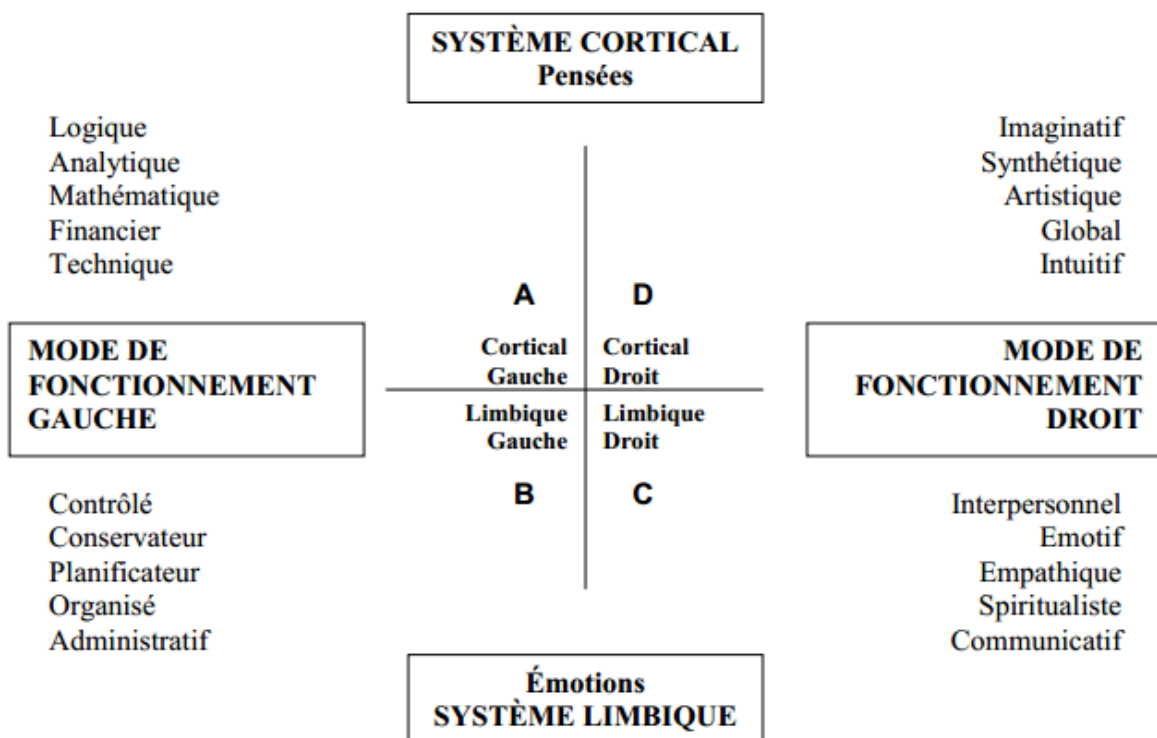 SYSTÈME CORTICAL
Pensées
Logique
Analytique
Mathématique
Financier
Technique
Imaginatif
Synthétique
Artistique
Global
Intuitif
A
D
Cortical
Gauche
Cortical
Droit
MODE DE
FONCTIONNEMENT
GAUCHE
MODE DE
FONCTIONNEMENT
DROIT
Limbique
Gauche
Limbique
Droit
B
C
Contrôlé
Conservateur
Planificateur
Organisé
Administratif
Interpersonnel
Emotif
Empathique
Spiritualiste
Communicatif
Émotions
SYSTÈME LIMBIQUE